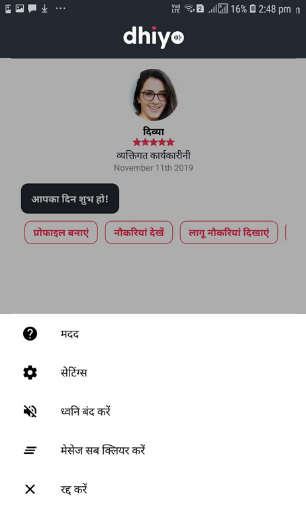 16% 2:48 pm
dhiyo
दिव्या
व्यक्तिगत कार्यकारीनी
November 11th 2019
आपका दिन शुभ हो!
प्रोफाइल बनाएं नौकरियां देखें लागू नौकरियां दिखाएं
मदद
सेटिंग्स
ध्वनि बंद करें
मेसेज सब क्लियर करें
रद्द करें